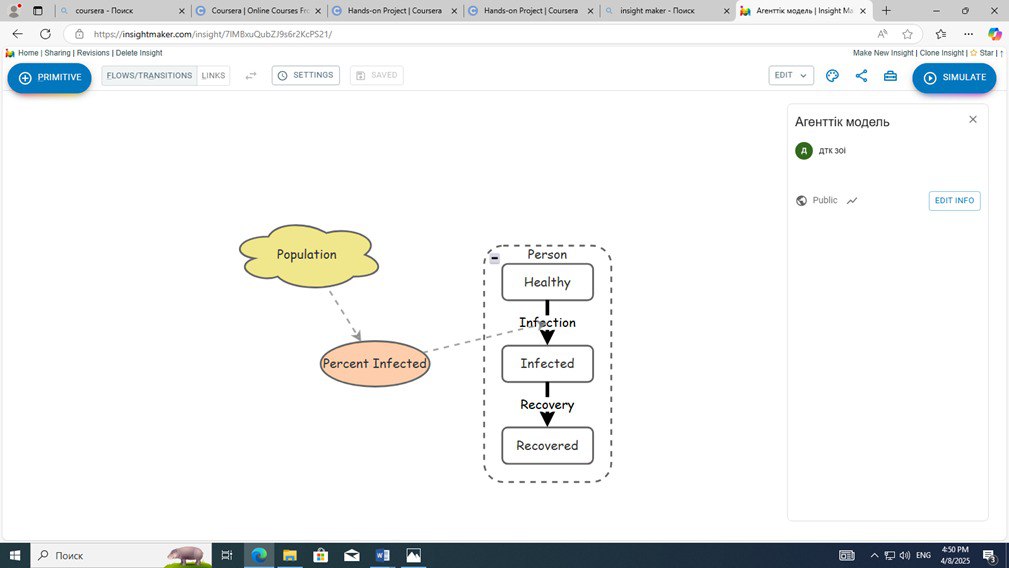 coursera - Поиск
Coursera | Online Courses Fro
Hands-on Project | Coursera
Hands-on Project | Coursera
insight maker - Поиск
Агенттік модель | Insight Ma
https://insightmaker.com/insight/7IMBxuQubZJ9s6r2KcPS21/
Home | Sharing | Revisions | Delete Insight
Make New Insight | Clone Insight | Star | ↑
PRIMITIVE
FLOWS/TRANSITIONS
LINKS
SETTINGS
SAVED
EDIT
SIMULATE
Агенттік модель
Д
ДТК ЗОІ
Public
EDIT INFO
Population
Percent Infected
Person
Healthy
Infection
Infected
Recovery
Recovered
Поиск
ENG
4:50 PM
4/8/2025
3